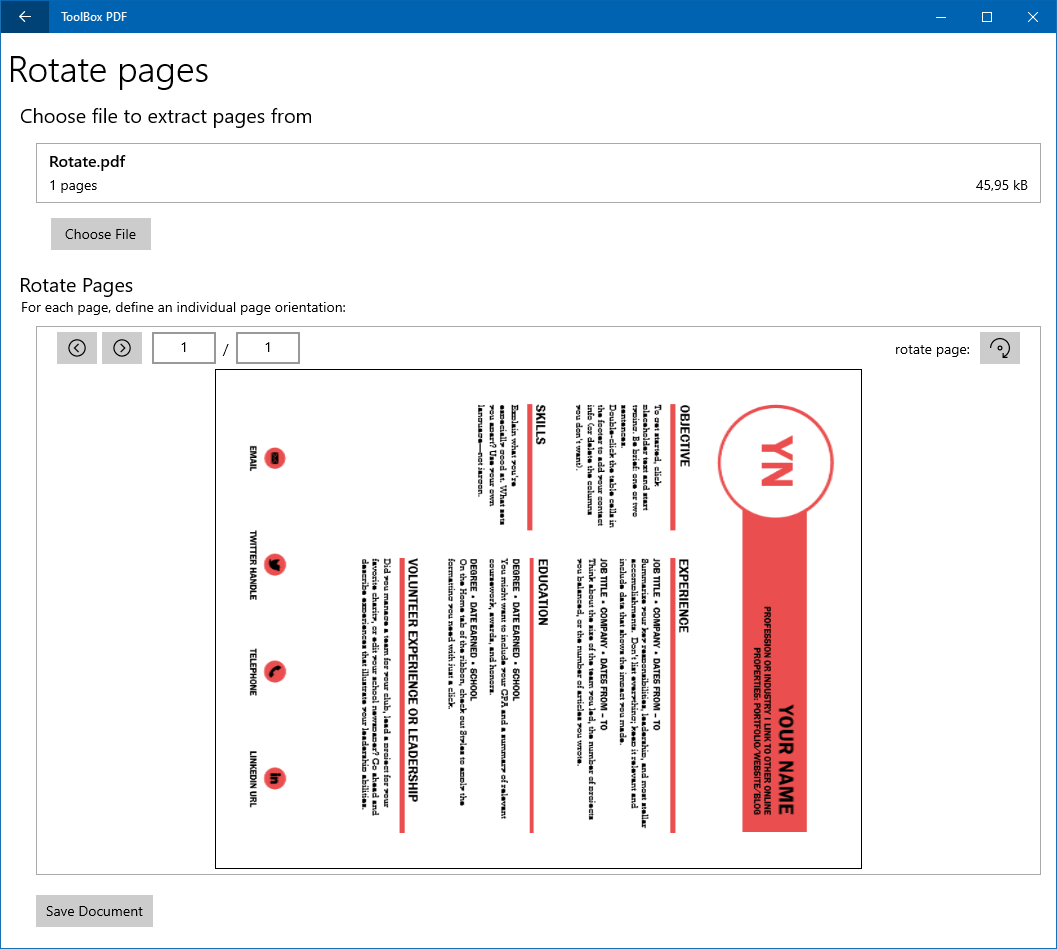 ToolBox PDF
Rotate pages
Choose file to extract pages from
Rotate.pdf
1 pages
45,95 kB
Choose File
Rotate Pages
For each page, define an individual page orientation:
1 / 1
rotate page:
YN
YOUR NAME
PROFESSION OR INDUSTRY | LINK TO OTHER ONLINE
PROPERTIES: PORTFOLIO/WEBSITE/BLOG
OBJECTIVE
To get started, click
placeholder text and start
typing. Be brief: one or two
sentences.
Double-click the table cells in
the footer to add your contact
info (or delete the columns
you don't want).
SKILLS
Explain what you're
especially good at. What sets
you apart? Use your own
language—not jargon.
EXPERIENCE
JOB TITLE • COMPANY • DATES FROM – TO
Summarize your key responsibilities, leadership, and most stellar
accomplishments. Don't list everything; keep it relevant and
include data that shows the impact you made.
JOB TITLE • COMPANY • DATES FROM – TO
Think about the size of the team you led, the number of projects
you balanced, or the number of articles you wrote.
EDUCATION
DEGREE • DATE EARNED • SCHOOL
You might want to include your GPA and a summary of relevant
coursework, awards, and honors.
DEGREE • DATE EARNED • SCHOOL
On the Home tab of the ribbon, check out Styles to apply the
formatting you need with just a click.
VOLUNTEER EXPERIENCE OR LEADERSHIP
Did you manage a team for your club, lead a project for your
favorite charity, or edit your school newspaper? Go ahead and
describe experiences that illustrate your leadership abilities.
EMAIL
TWITTER HANDLE
TELEPHONE
in
LINKEDIN URL
Save Document